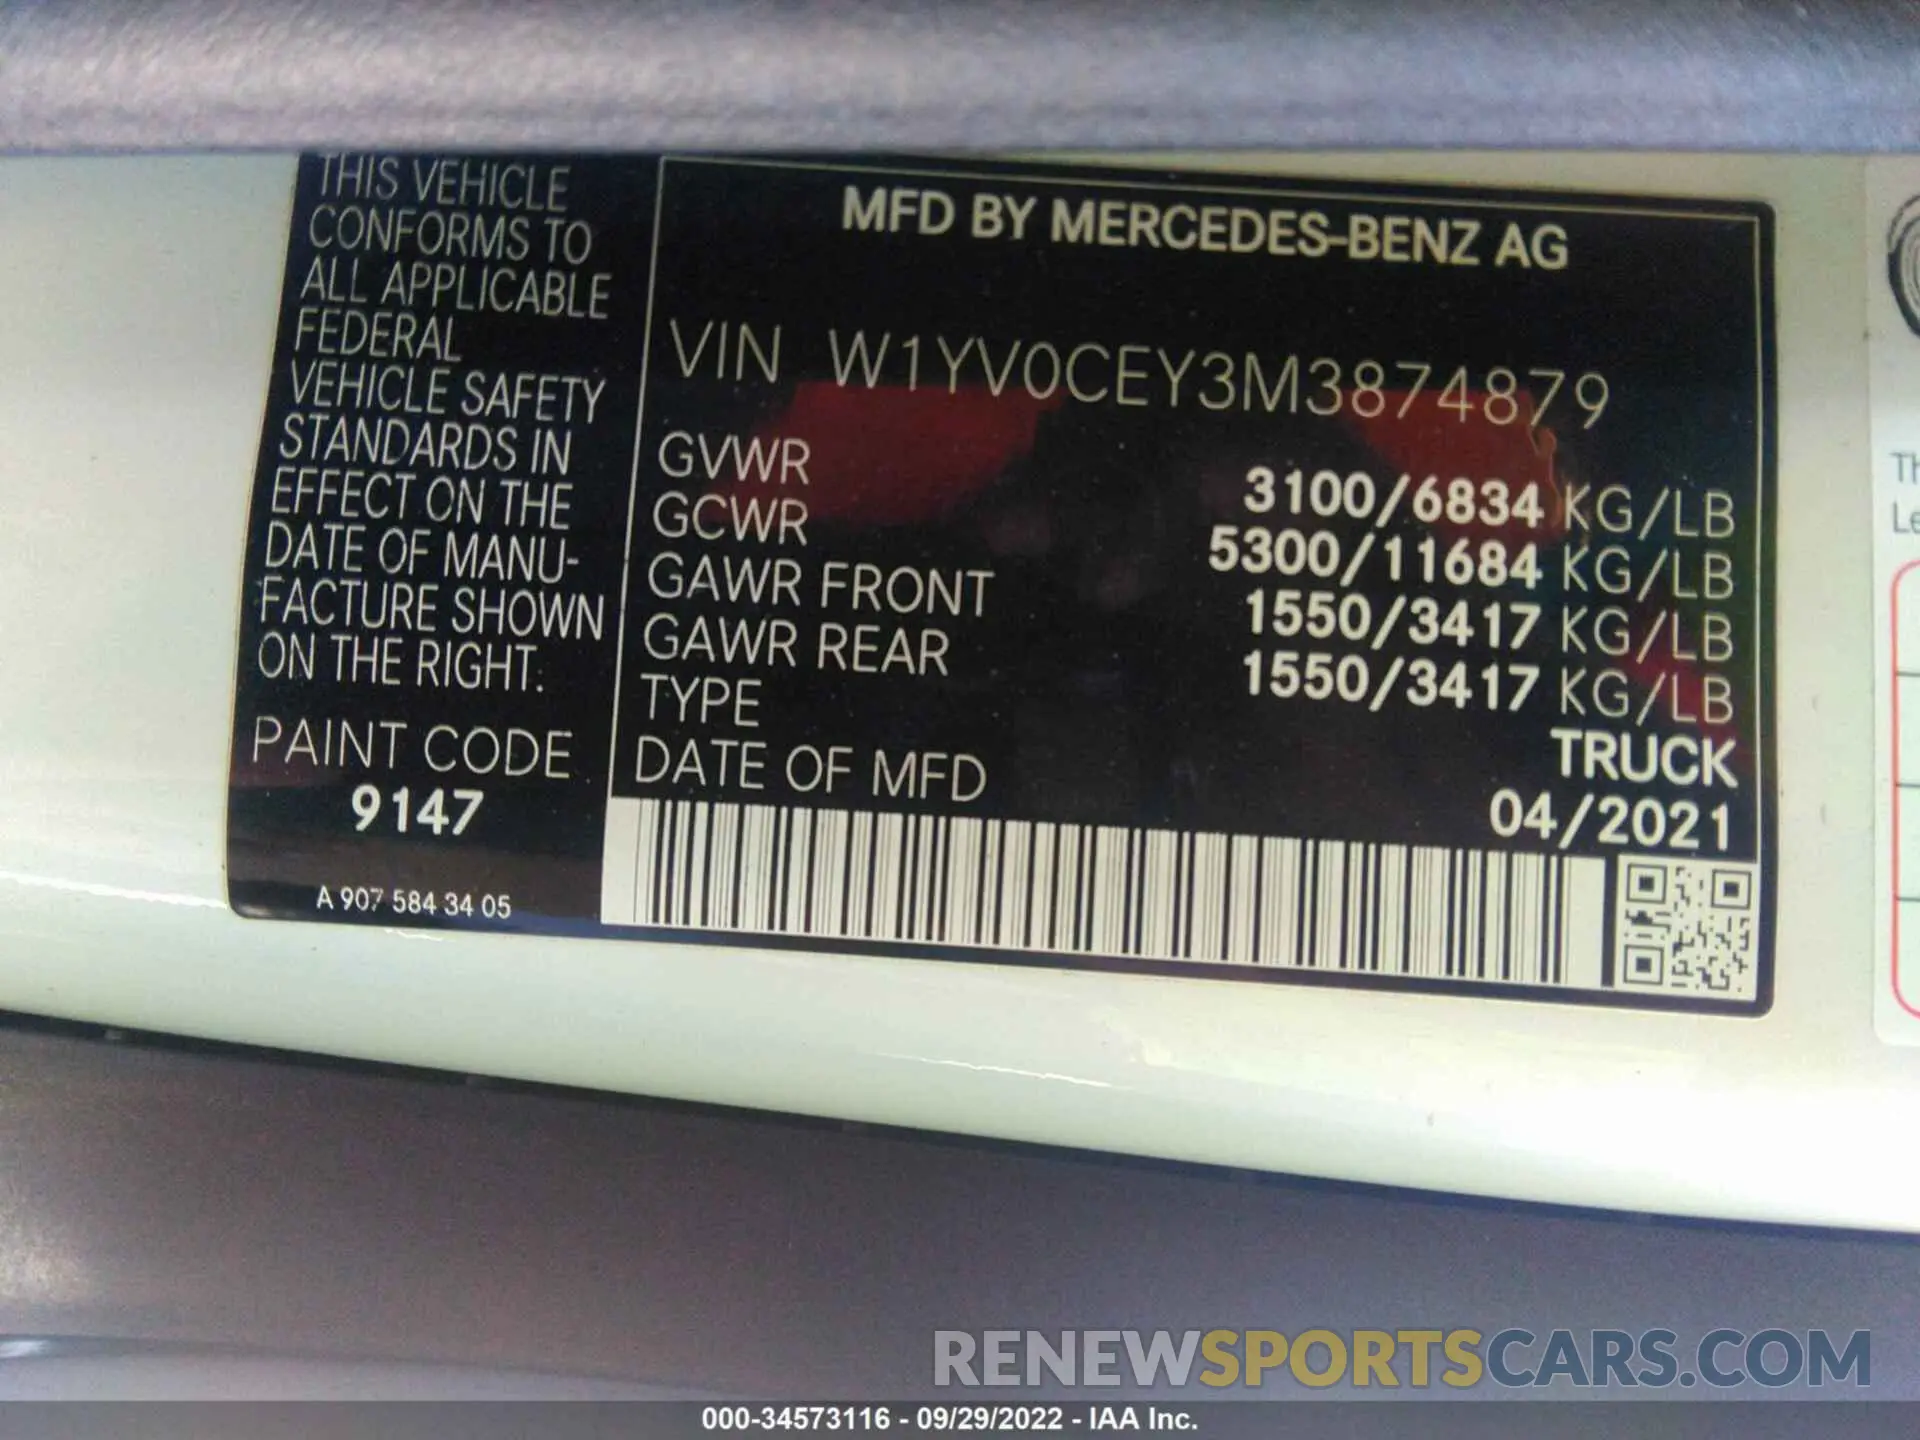 THIS VEHICLE
CONFORMS TO
ALL APPLICABLE
FEDERAL
VEHICLE SAFETY
STANDARDS IN
EFFECT ON THE
DATE OF MANU-
FACTURE SHOWN
ON THE RIGHT.
PAINT CODE
9147
A 907 584 34 05
MFD BY MERCEDES-BENZ AG
VIN W1YV0CEY3M3874879
GVWR 3100/6834 KG/LB
GCWR 5300/11684 KG/LB
GAWR FRONT 1550/3417 KG/LB
GAWR REAR 1550/3417 KG/LB
TYPE TRUCK
DATE OF MFD 04/2021
RENEWSPORTSCARS.COM
000-34573116 - 09/29/2022 - IAA Inc.